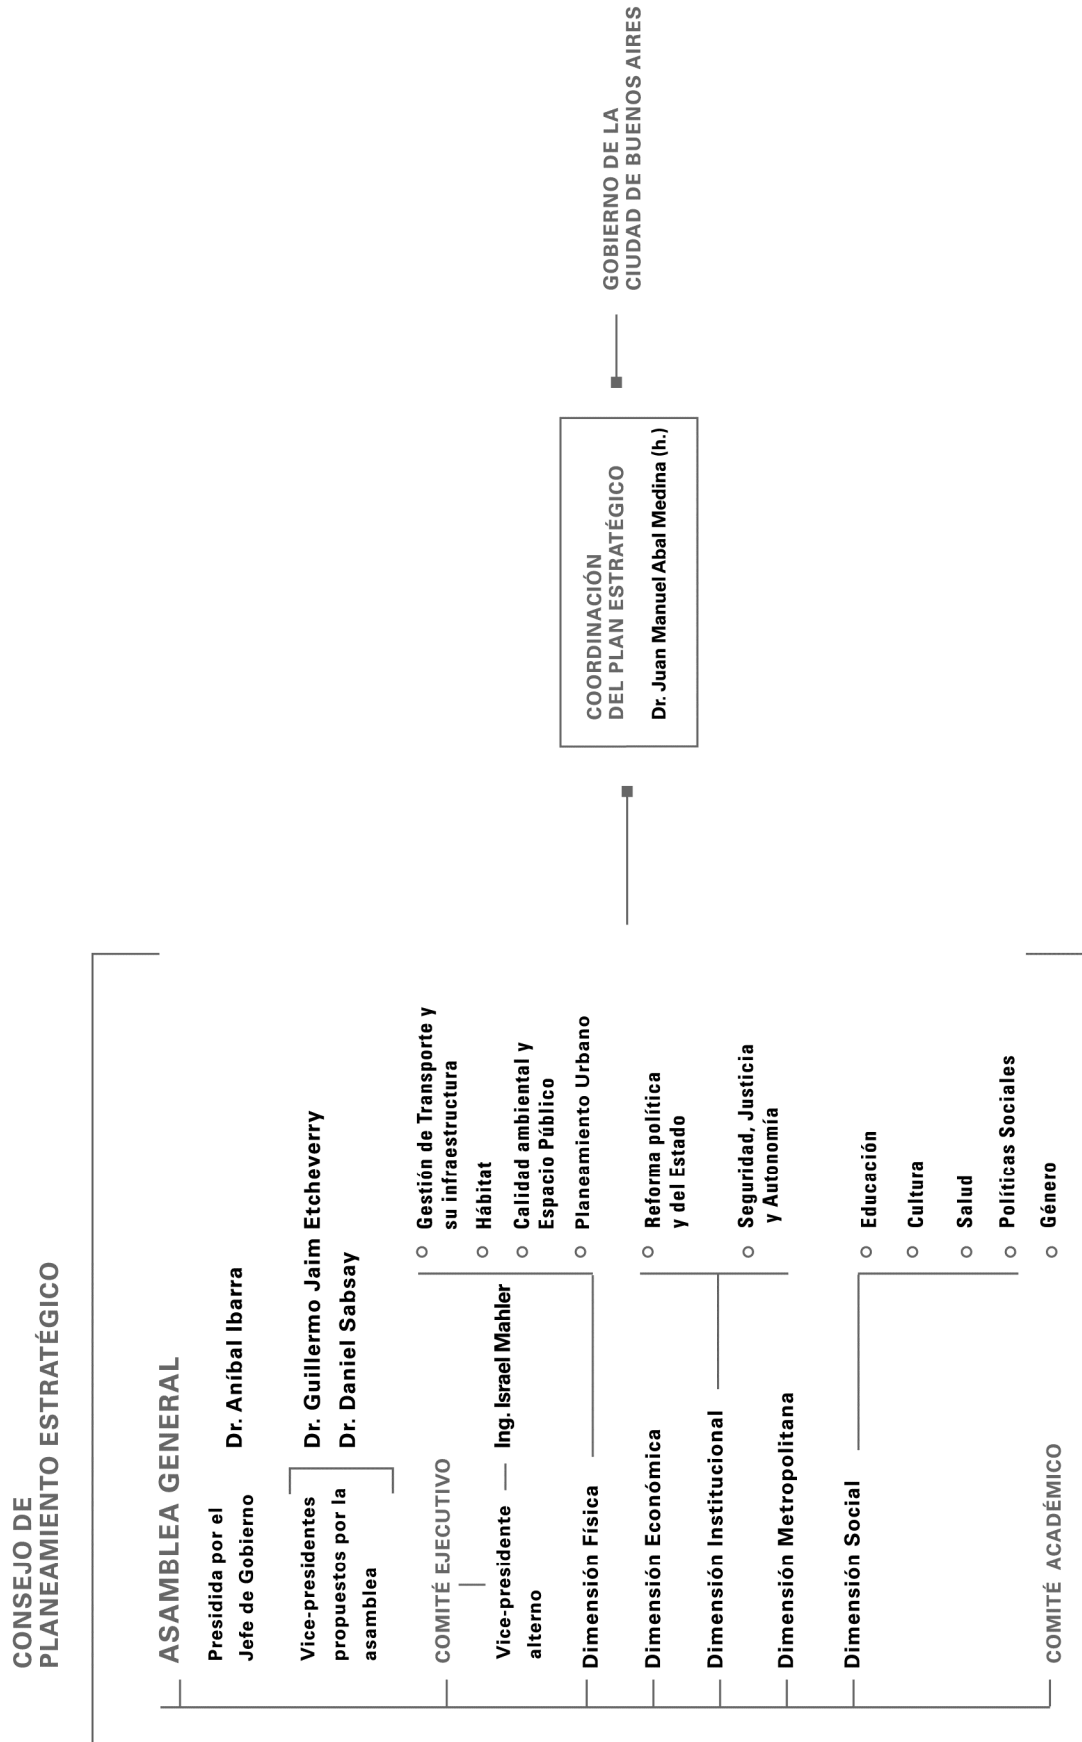 CONSEJO DE
PLANEAMIENTO ESTRATÉGICO
ASAMBLEA GENERAL
Presidida por el
Jefe de Gobierno
Dr. Aníbal Ibarra
Vice-presidentes
propuestos por la
asamblea
Dr. Guillermo Jaim Etcheverry
Dr. Daniel Sabsay
COMITÉ EJECUTIVO
Vice-presidente
alterno
Ing. Israel Mahler
Dimensión Física
Gestión de Transporte y
su infraestructura
Hábitat
Calidad ambiental y
Espacio Público
Planeamiento Urbano
Dimensión Económica
Dimensión Institucional
Reforma política
y del Estado
Seguridad, Justicia
y Autonomía
Dimensión Metropolitana
Dimensión Social
Educación
Cultura
Salud
Políticas Sociales
Género
COMITÉ ACADÉMICO
COORDINACIÓN
DEL PLAN ESTRATÉGICO
Dr. Juan Manuel Abal Medina (h.)
GOBIERNO DE LA
CIUDAD DE BUENOS AIRES